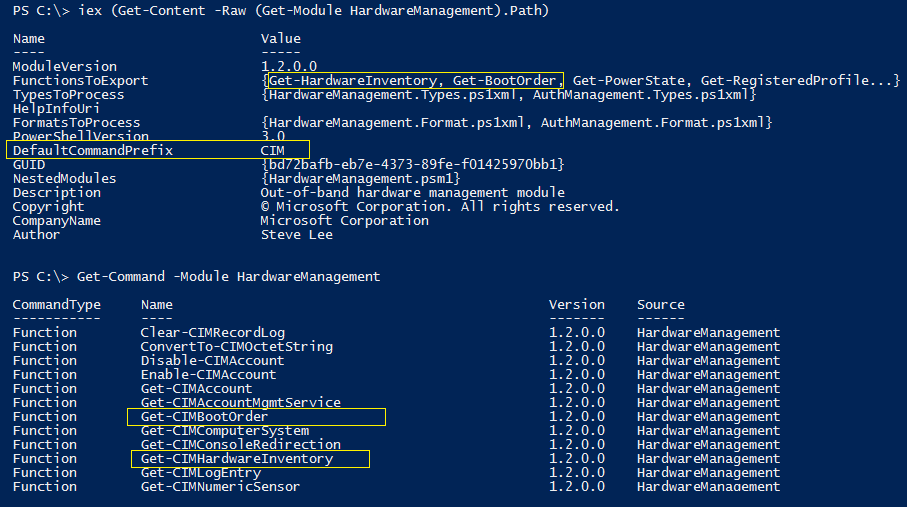 PS C:\> iex (Get-Content -Raw (Get-Module HardwareManagement).Path)
Name Value
---- -----
ModuleVersion 1.2.0.0
FunctionsToExport {Get-HardwareInventory, Get-BootOrder, Get-PowerState, Get-RegisteredProfile...}
TypesToProcess {HardwareManagement.Types.ps1xml, AuthManagement.Types.ps1xml}
HelpInfoUri
FormatsToProcess {HardwareManagement.Format.ps1xml, AuthManagement.Format.ps1xml}
PowerShellVersion 3.0
DefaultCommandPrefix CIM
GUID {bd72bafb-eb7e-4373-89fe-f01425970bb1}
NestedModules {HardwareManagement.psm1}
Description Out-of-band hardware management module
Copyright © Microsoft Corporation. All rights reserved.
CompanyName Microsoft Corporation
Author Steve Lee
PS C:\> Get-Command -Module HardwareManagement
CommandType Name Version Source
----------- ---- ------- ------
Function Clear-CIMRecordLog 1.2.0.0 HardwareManagement
Function ConvertTo-CIMOctetString 1.2.0.0 HardwareManagement
Function Disable-CIMAccount 1.2.0.0 HardwareManagement
Function Enable-CIMAccount 1.2.0.0 HardwareManagement
Function Get-CIMAccount 1.2.0.0 HardwareManagement
Function Get-CIMAccountMgmtService 1.2.0.0 HardwareManagement
Function Get-CIMBootOrder 1.2.0.0 HardwareManagement
Function Get-CIMComputerSystem 1.2.0.0 HardwareManagement
Function Get-CIMConsoleRedirection 1.2.0.0 HardwareManagement
Function Get-CIMHardwareInventory 1.2.0.0 HardwareManagement
Function Get-CIMLogEntry 1.2.0.0 HardwareManagement
Function Get-CIMNumericSensor 1.2.0.0 HardwareManagement